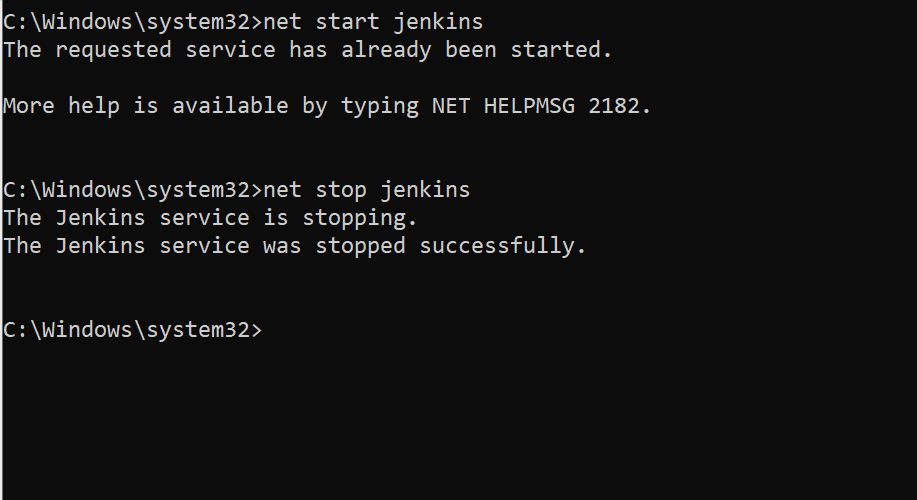 C:\Windows\system32>net start jenkins
The requested service has already been started.
More help is available by typing NET HELPMSG 2182.
C:\Windows\system32>net stop jenkins
The Jenkins service is stopping.
The Jenkins service was stopped successfully.
C:\Windows\system32>